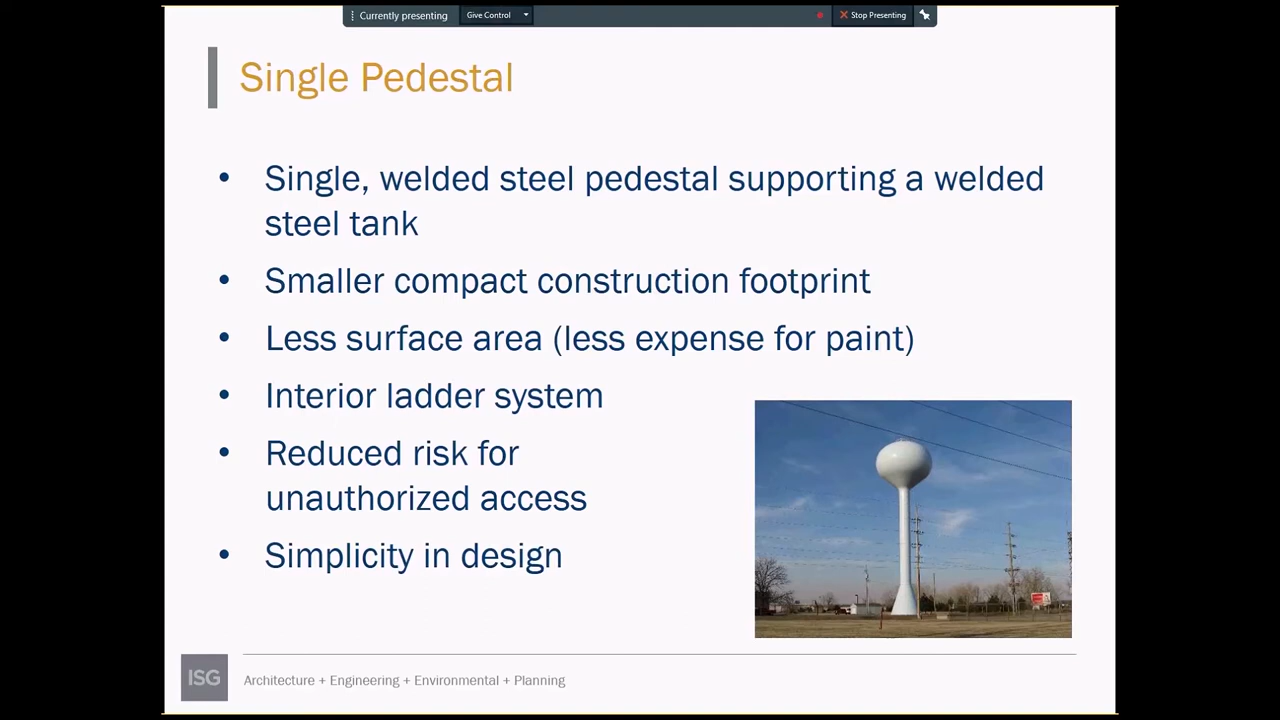 Currently presenting
Give Control
Stop Presenting
Single Pedestal
• Single, welded steel pedestal supporting a welded
steel tank
• Smaller compact construction footprint
• Less surface area (less expense for paint)
• Interior ladder system
• Reduced risk for
unauthorized access
• Simplicity in design
ISG
Architecture + Engineering + Environmental + Planning